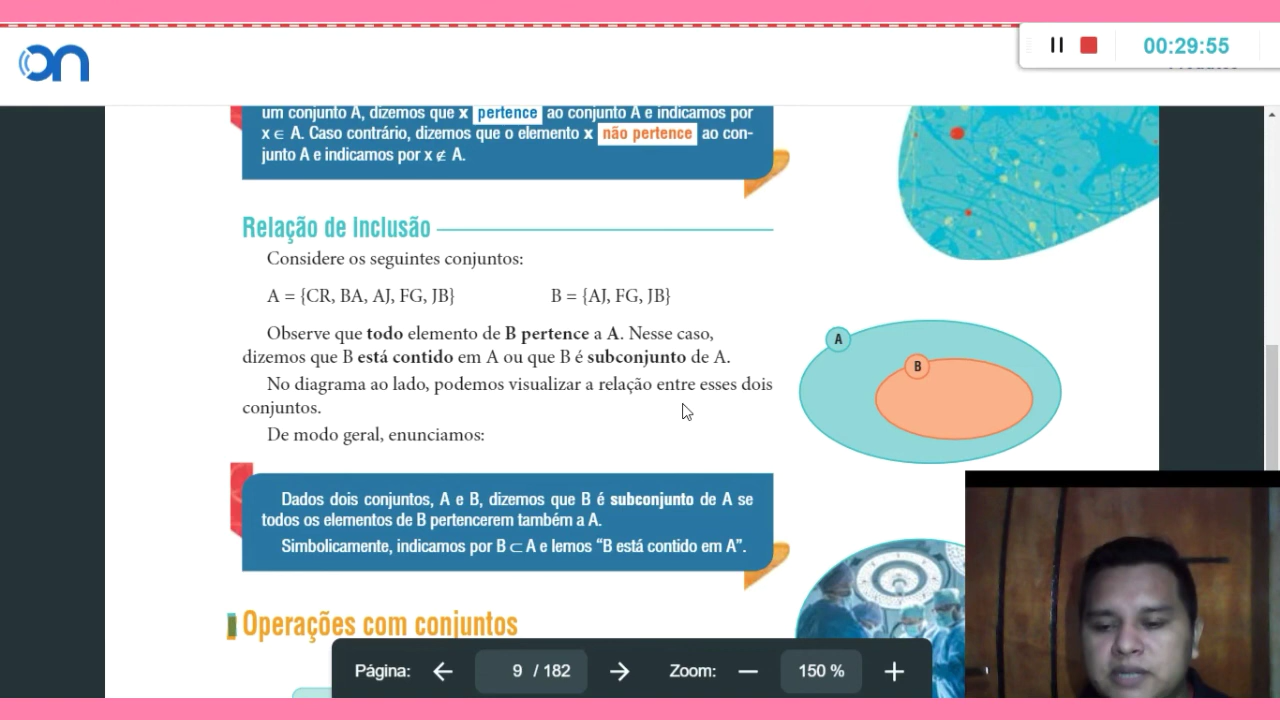 00:29:55
on
um conjunto A, dizemos que x pertence ao conjunto A e indicamos por
x ∈ A. Caso contrário, dizemos que o elemento x não pertence ao con-
junto A e indicamos por x ∉ A.
Relação de inclusão
Considere os seguintes conjuntos:
A = {CR, BA, AJ, FG, JB} B = {AJ, FG, JB}
Observe que todo elemento de B pertence a A. Nesse caso,
dizemos que B está contido em A ou que B é subconjunto de A.
No diagrama ao lado, podemos visualizar a relação entre esses dois
conjuntos.
De modo geral, enunciamos:
A
B
Dados dois conjuntos, A e B, dizemos que B é subconjunto de A se
todos os elementos de B pertencerem também a A.
Simbolicamente, indicamos por B ⊂ A e lemos “B está contido em A”.
Operações com conjuntos
Página: 9 / 182 Zoom: 150 %